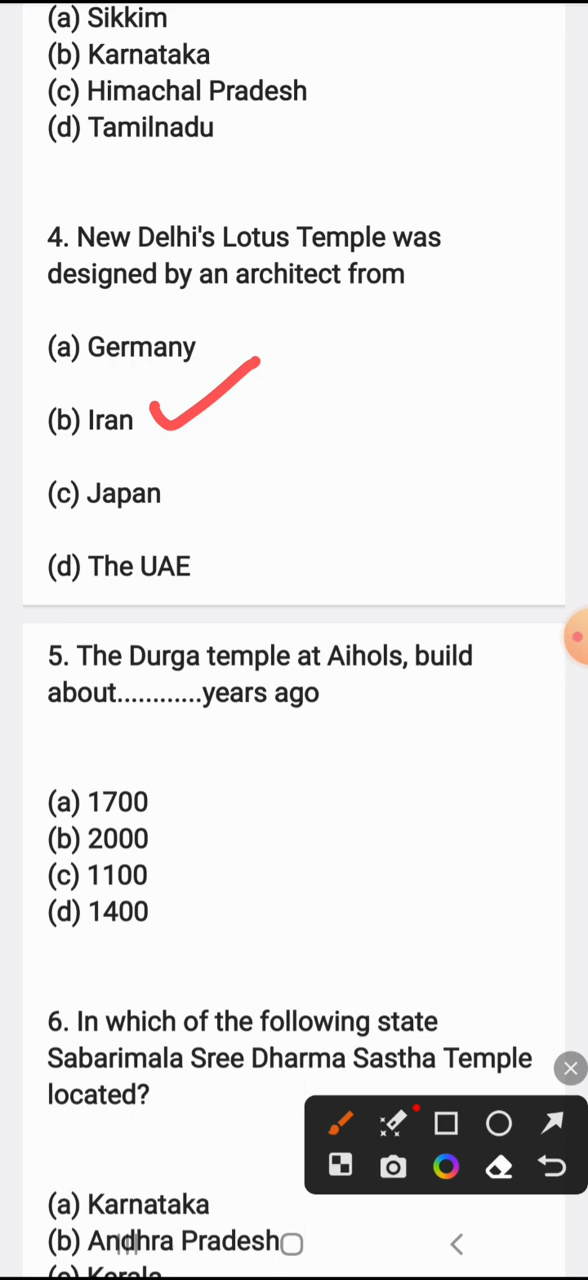 (a) Sikkim
(b) Karnataka
(c) Himachal Pradesh
(d) Tamilnadu
4. New Delhi's Lotus Temple was
designed by an architect from
(a) Germany
(b) Iran
(c) Japan
(d) The UAE
5. The Durga temple at Aihols, build
about............years ago
(a) 1700
(b) 2000
(c) 1100
(d) 1400
6. In which of the following state
Sabarimala Sree Dharma Sastha Temple
located?
(a) Karnataka
(b) Andhra Pradesh
(c) Kerala